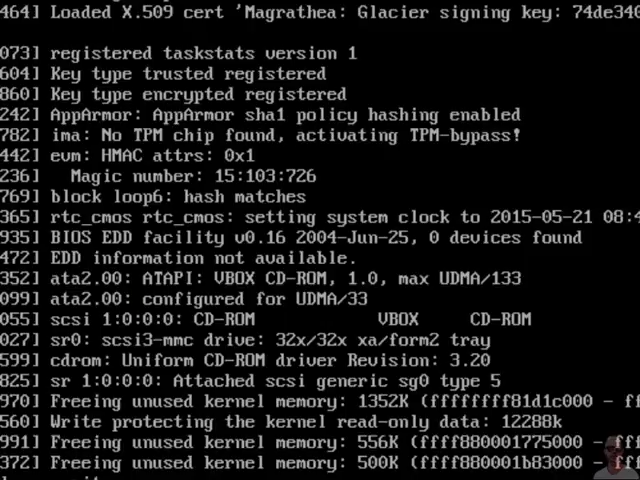 464] Loaded X.509 cert 'Magrathea: Glacier signing key: 74de340
073] registered taskstats version 1
604] Key type trusted registered
860] Key type encrypted registered
242] AppArmor: AppArmor sha1 policy hashing enabled
782] ima: No TPM chip found, activating TPM-bypass!
442] evm: HMAC attrs: 0x1
236]   Magic number: 15:103:726
769] block loop6: hash matches
365] rtc_cmos rtc_cmos: setting system clock to 2015-05-21 08:4
935] BIOS EDD facility v0.16 2004-Jun-25, 0 devices found
472] EDD information not available.
352] ata2.00: ATAPI: VBOX CD-ROM, 1.0, max UDMA/133
099] ata2.00: configured for UDMA/33
055] scsi 1:0:0:0: CD-ROM            VBOX     CD-ROM
027] sr0: scsi3-mmc drive: 32x/32x xa/form2 tray
599] cdrom: Uniform CD-ROM driver Revision: 3.20
825] sr 1:0:0:0: Attached scsi generic sg0 type 5
970] Freeing unused kernel memory: 1352K (ffffffff81d1c000 - ff
560] Write protecting the kernel read-only data: 12288k
991] Freeing unused kernel memory: 556K (ffff880001775000 - ff
372] Freeing unused kernel memory: 500K (ffff880001b83000 - ff